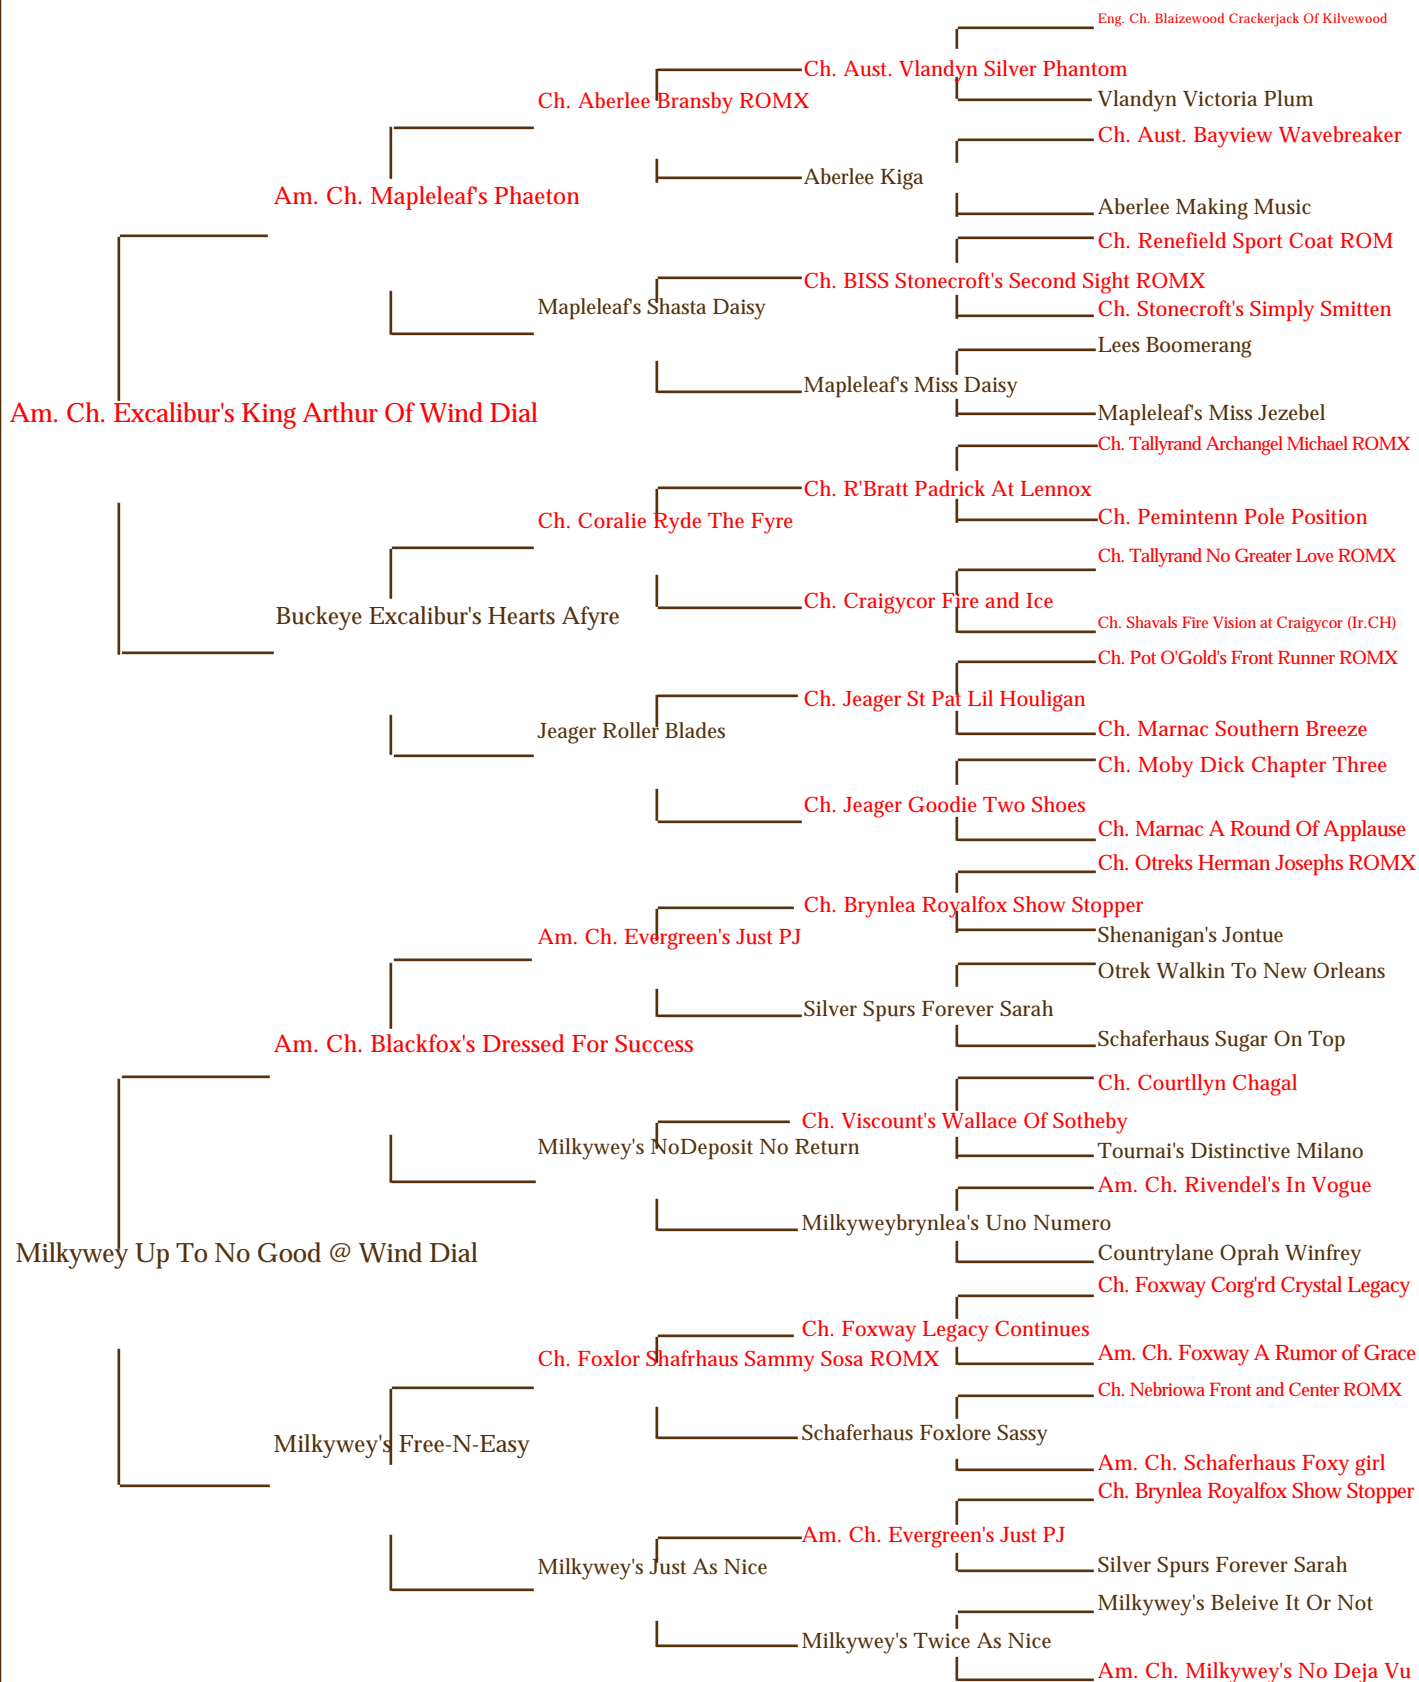 Eng. Ch. Blaizewood Crackerjack Of Kilvewood
Ch. Aust. Vlandyn Silver Phantom
Ch. Aberlee Bransby ROMX
Vlandyn Victoria Plum
Ch. Aust. Bayview Wavebreaker
Aberlee Kiga
Am. Ch. Mapleleaf's Phaeton
Aberlee Making Music
Ch. Renefield Sport Coat ROM
Ch. BISS Stonecroft's Second Sight ROMX
Mapleleaf's Shasta Daisy
Ch. Stonecroft's Simply Smitten
Lees Boomerang
Mapleleaf's Miss Daisy
Am. Ch. Excalibur's King Arthur Of Wind Dial
Mapleleaf's Miss Jezebel
Ch. Tallyrand Archangel Michael ROMX
Ch. R'Bratt Padrick At Lennox
Ch. Coralie Ryde The Fyre
Ch. Pemintenn Pole Position
Ch. Tallyrand No Greater Love ROMX
Ch. Craigycor Fire and Ice
Buckeye Excalibur's Hearts Afyre
Ch. Shavals Fire Vision at Craigycor (Ir.CH)
Ch. Pot O'Gold's Front Runner ROMX
Ch. Jeager St Pat Lil Houligan
Jeager Roller Blades
Ch. Marnac Southern Breeze
Ch. Moby Dick Chapter Three
Ch. Jeager Goodie Two Shoes
Ch. Marnac A Round Of Applause
Ch. Otreks Herman Josephs ROMX
Ch. Brynlea Royalfox Show Stopper
Am. Ch. Evergreen's Just PJ
Shenanigan's Jontue
Otrek Walkin To New Orleans
Silver Spurs Forever Sarah
Am. Ch. Blackfox's Dressed For Success
Schaferhaus Sugar On Top
Ch. Courtllyn Chagal
Ch. Viscount's Wallace Of Sotheby
Milkywey's NoDeposit No Return
Tournai's Distinctive Milano
Am. Ch. Rivendel's In Vogue
Milkyweybrynlea's Uno Numero
Milkywey Up To No Good @ Wind Dial
Countrylane Oprah Winfrey
Ch. Foxway Corg'rd Crystal Legacy
Ch. Foxway Legacy Continues
Ch. Foxlor Shafrhaus Sammy Sosa ROMX
Am. Ch. Foxway A Rumor of Grace
Ch. Nebriowa Front and Center ROMX
Schaferhaus Foxlore Sassy
Milkywey's Free-N-Easy
Am. Ch. Schaferhaus Foxy girl
Ch. Brynlea Royalfox Show Stopper
Am. Ch. Evergreen's Just PJ
Milkywey's Just As Nice
Silver Spurs Forever Sarah
Milkywey's Beleive It Or Not
Milkywey's Twice As Nice
Am. Ch. Milkywey's No Deja Vu